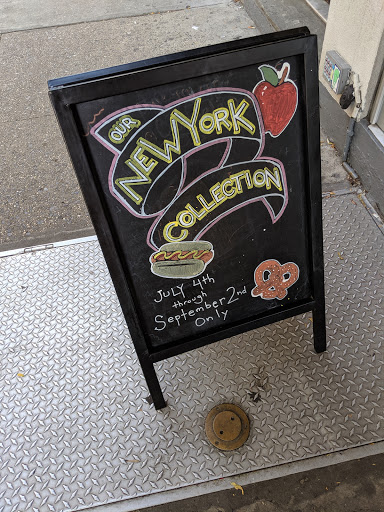 OUR
NEW YORK
COLLECTION
JULY 4th
through
September 2nd
Only